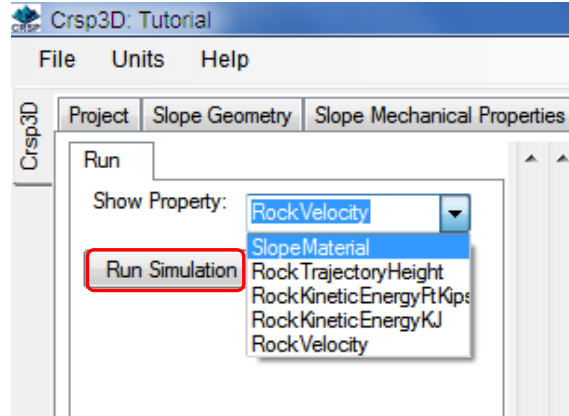 CRSP
Crsp3D: Tutorial
File Units Help
Crsp3D
Project Slope Geometry Slope Mechanical Properties
Run
Show Property: RockVelocity
SlopeMaterial
Run Simulation RockTrajectoryHeight
RockKineticEnergyFtKips
RockKineticEnergyKJ
RockVelocity